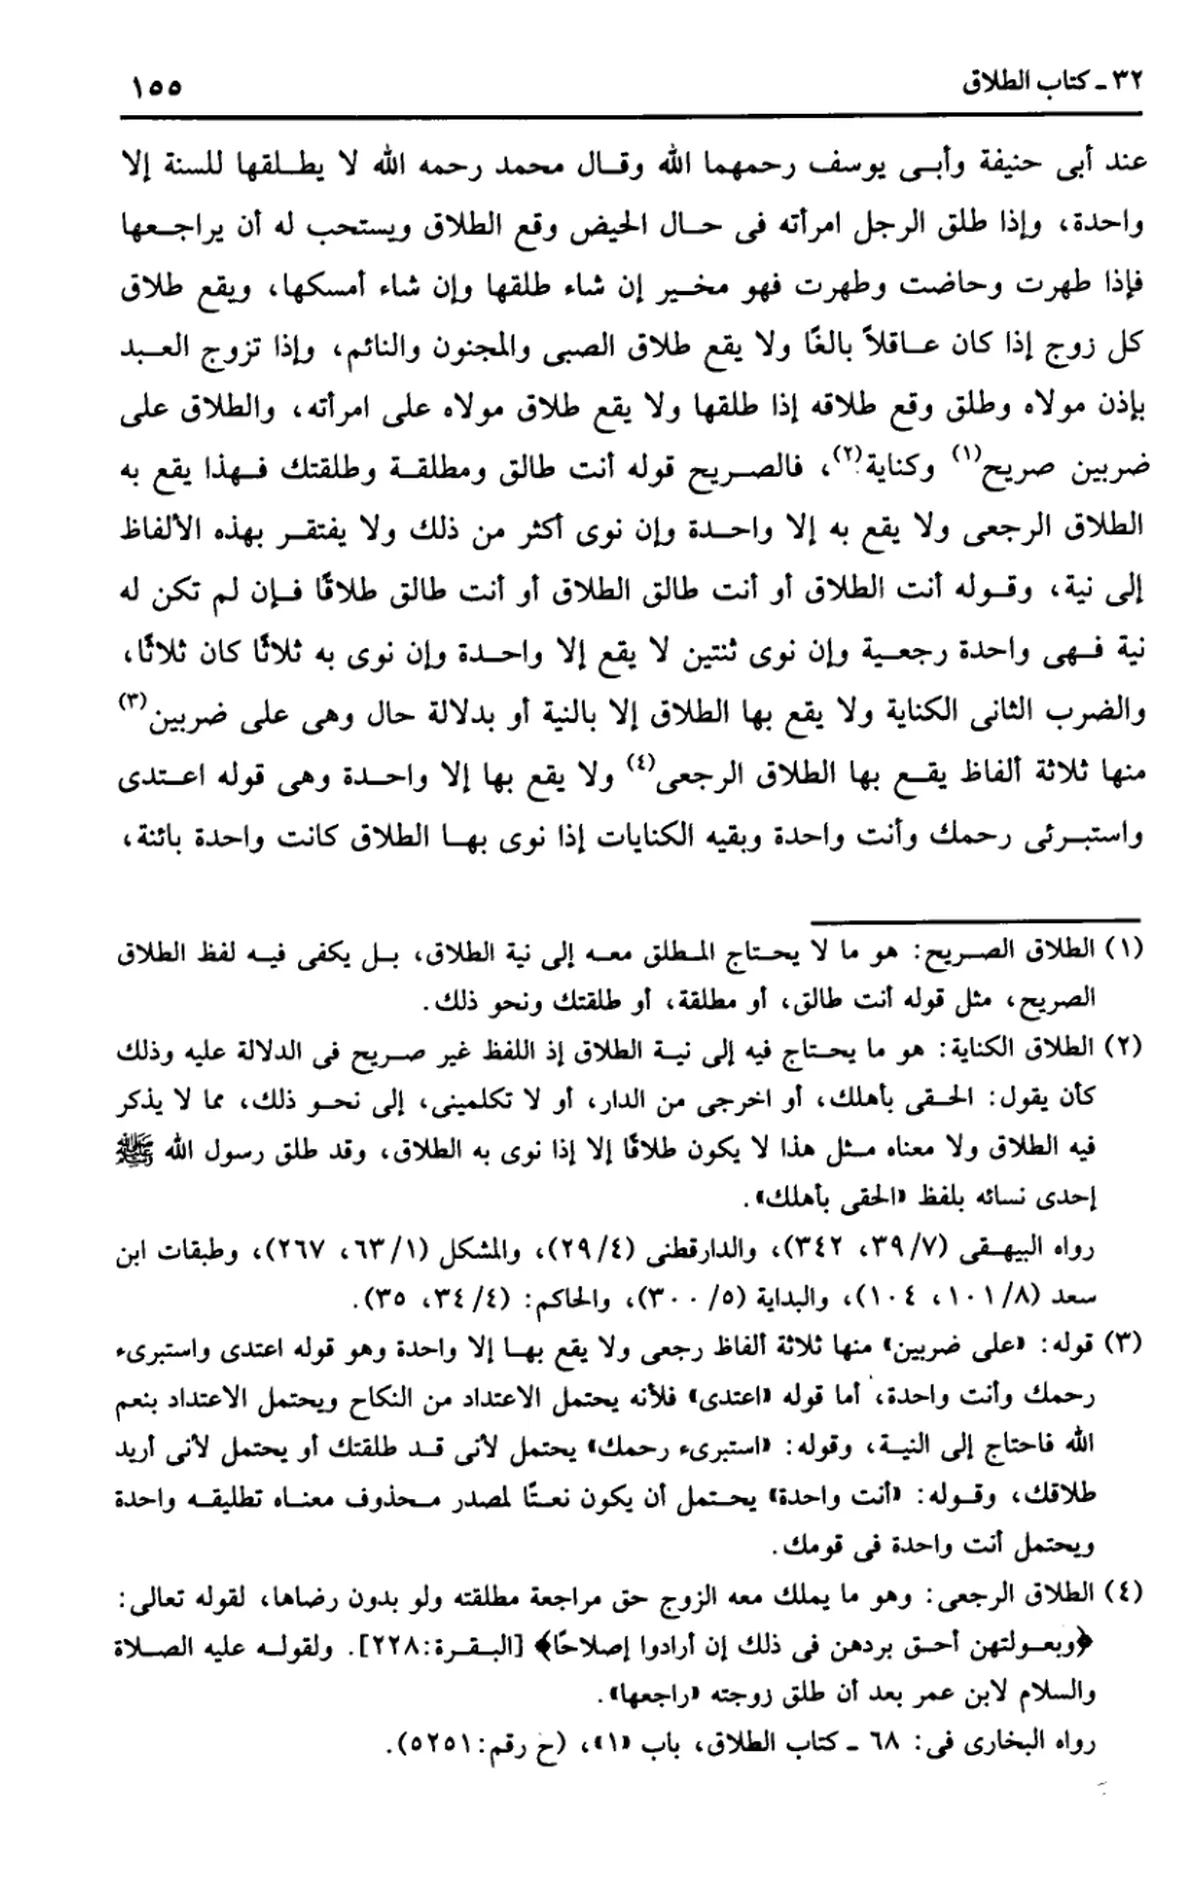 ٣٢ ـ كتاب الطلاق
١٥٥
عند أبى حنيفة وأبى يوسف رحمهما الله وقال محمد رحمه الله لا يطلقها للسنة إلا
واحدة، وإذا طلق الرجل امرأته فى حال الحيض وقع الطلاق ويستحب له أن يراجعها
فإذا طهرت وحاضت وطهرت فهو مخير إن شاء طلقها وإن شاء أمسكها، ويقع طلاق
كل زوج إذا كان عاقلاً بالغًا ولا يقع طلاق الصبى والمجنون والنائم، وإذا تزوج العبد
بإذن مولاه وطلق وقع طلاقه إذا طلقها ولا يقع طلاق مولاه على امرأته، والطلاق على
ضربين صريح(١) وكناية(٢)، فالصريح قوله أنت طالق ومطلقة وطلقتك فهذا يقع به
الطلاق الرجعى ولا يقع به إلا واحدة وإن نوى أكثر من ذلك ولا يفتقر بهذه الألفاظ
إلى نية، وقوله أنت الطلاق أو أنت طالق الطلاق أو أنت طالق طلاقًا فإن لم تكن له
نية فهى واحدة رجعية وإن نوى ثنتين لا يقع إلا واحدة وإن نوى به ثلاثًا كان ثلاثًا،
والضرب الثانى الكناية ولا يقع بها الطلاق إلا بالنية أو بدلالة حال وهى على ضربين(٣)
منها ثلاثة ألفاظ يقع بها الطلاق الرجعى(٤) ولا يقع بها إلا واحدة وهى قوله اعتدى
واستبرئى رحمك وأنت واحدة وبقيه الكنايات إذا نوى بها الطلاق كانت واحدة بائنة،
(١) الطلاق الصريح: هو ما لا يحتاج المطلق معه إلى نية الطلاق، بل يكفى فيه لفظ الطلاق
الصريح، مثل قوله أنت طالق، أو مطلقة، أو طلقتك ونحو ذلك.
(٢) الطلاق الكناية: هو ما يحتاج فيه إلى نية الطلاق إذ اللفظ غير صريح فى الدلالة عليه وذلك
كأن يقول: الحقى بأهلك، أو اخرجى من الدار، أو لا تكلمينى، إلى نحو ذلك، مما لا يذكر
فيه الطلاق ولا معناه مثل هذا لا يكون طلاقًا إلا إذا نوى به الطلاق، وقد طلق رسول الله ﷺ
إحدى نسائه بلفظ «الحقى بأهلك».
رواه البيهقى (٣٩/٧، ٣٤٢)، والدارقطنى (٢٩/٤)، والمشكل (٦٣/١، ٢٦٧)، وطبقات ابن
سعد (١٠١/٨، ١٠٤)، والبداية (٣٠٠/٥)، والحاكم: (٣٤/٤، ٣٥).
(٣) قوله: «على ضربين» منها ثلاثة ألفاظ رجعى ولا يقع بها إلا واحدة وهو قوله اعتدى واستبرىء
رحمك وأنت واحدة، أما قوله «اعتدى» فلأنه يحتمل الاعتداد من النكاح ويحتمل الاعتداد بنعم
الله فاحتاج إلى النية، وقوله: «استبرىء رحمك» يحتمل لأنى قد طلقتك أو يحتمل لأنى أريد
طلاقك، وقوله: «أنت واحدة» يحتمل أن يكون نعتًا لمصدر محذوف معناه تطليقه واحدة
ويحتمل أنت واحدة فى قومك.
(٤) الطلاق الرجعى: وهو ما يملك معه الزوج حق مراجعة مطلقته ولو بدون رضاها، لقوله تعالى:
﴿وبعولتهن أحق بردهن فى ذلك إن أرادوا إصلاحًا﴾ [البقرة:٢٢٨]. ولقوله عليه الصلاة
والسلام لابن عمر بعد أن طلق زوجته «راجعها».
رواه البخارى فى: ٦٨ ـ كتاب الطلاق، باب «١»، (ح رقم:٥٢٥١).